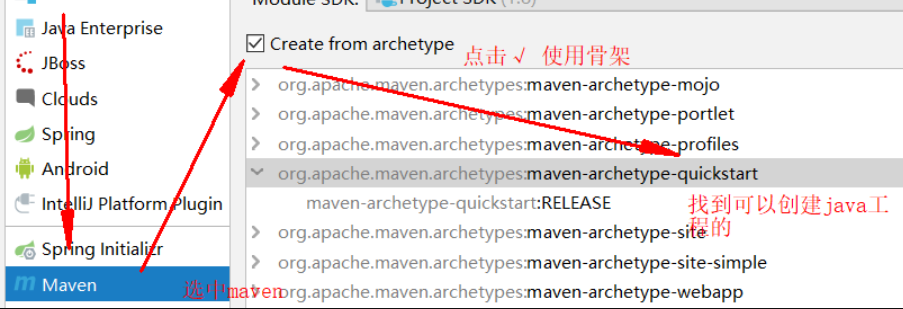 Module SDK: Project SDK (1.8)
Java Enterprise
JBoss
Clouds
Spring
Android
IntelliJ Platform Plugin
Spring Initializr
Maven
选中maven
Create from archetype
点击√ 使用骨架
org.apache.maven.archetypes:maven-archetype-mojo
org.apache.maven.archetypes:maven-archetype-portlet
org.apache.maven.archetypes:maven-archetype-profiles
org.apache.maven.archetypes:maven-archetype-quickstart
maven-archetype-quickstart:RELEASE
找到可以创建java工
程的
org.apache.maven.archetypes:maven-archetype-site
org.apache.maven.archetypes:maven-archetype-site-simple
org.apache.maven.archetypes:maven-archetype-webapp